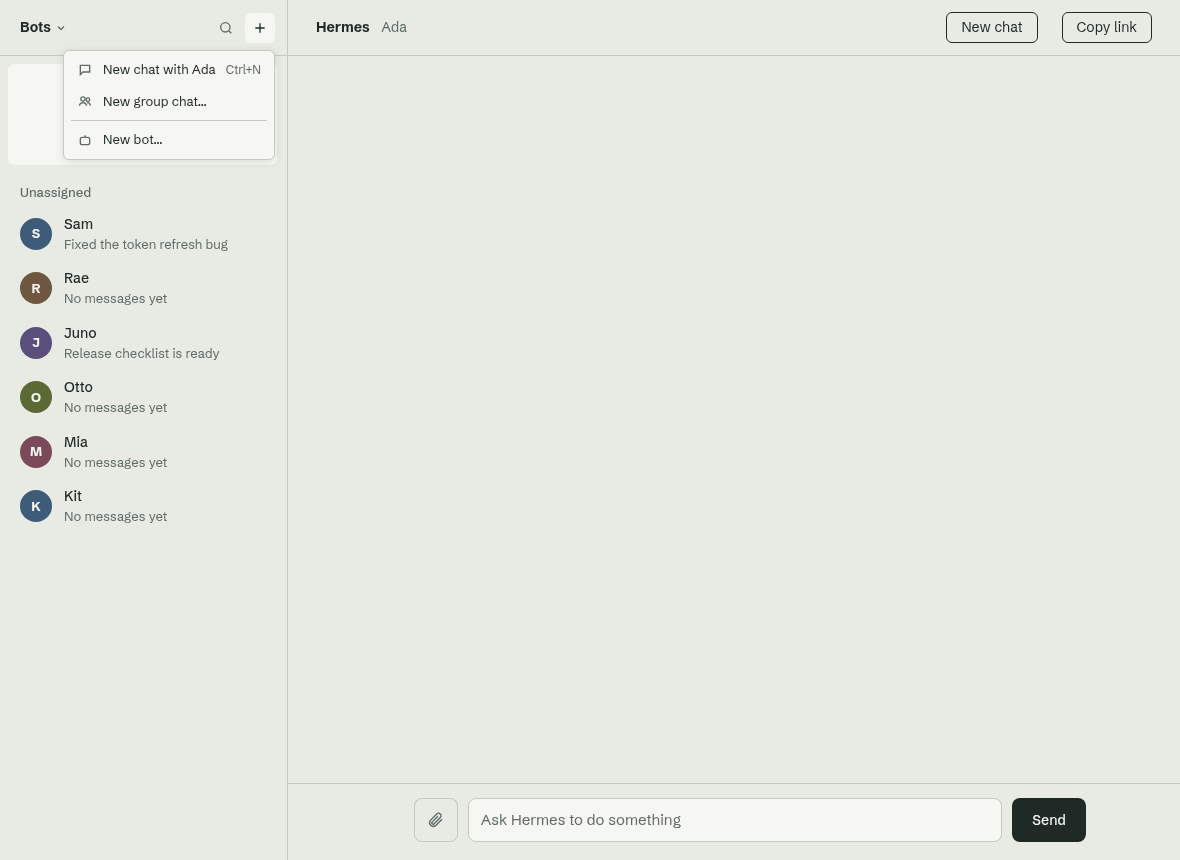 Bots
Hermes Ada
New chat
Copy link
New chat with Ada Ctrl+N
New group chat...
New bot...
Unassigned
S
Sam
Fixed the token refresh bug
R
Rae
No messages yet
J
Juno
Release checklist is ready
O
Otto
No messages yet
M
Mia
No messages yet
K
Kit
No messages yet
Ask Hermes to do something
Send